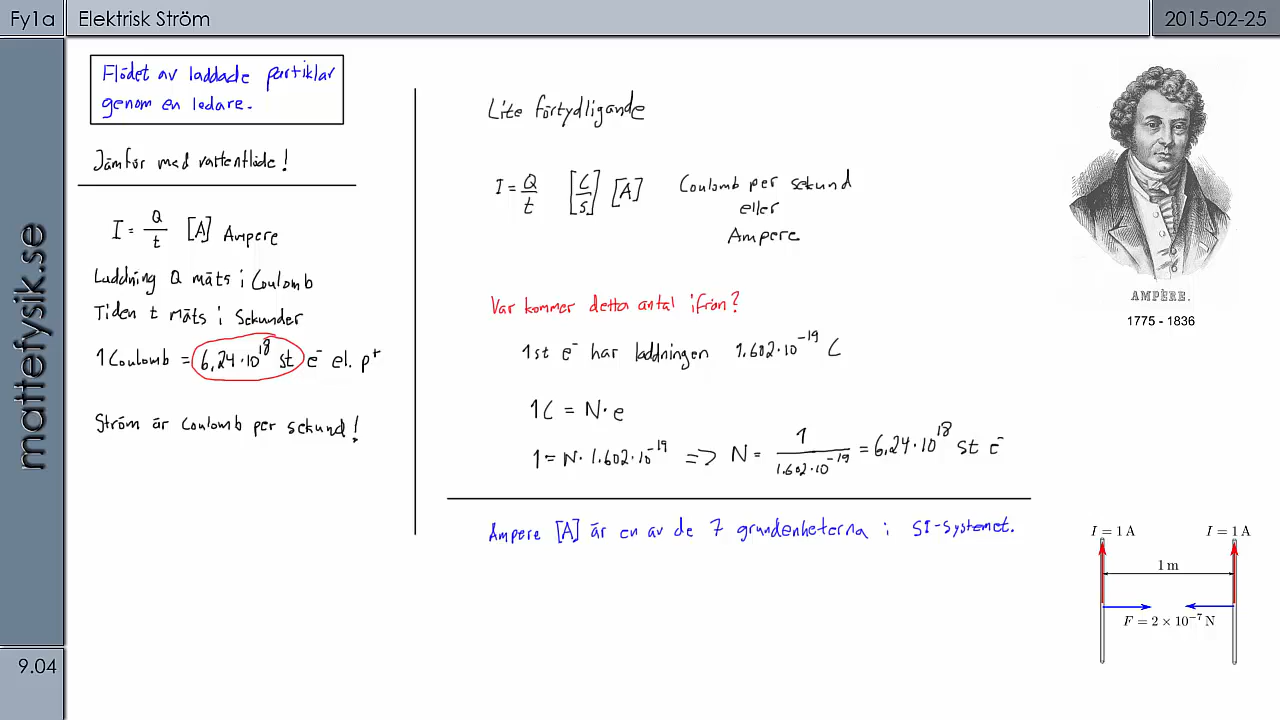 Fy1a
Elektrisk Ström
2015-02-25
mattefysik.se
9.04
Flödet av laddade partiklar
genom en ledare.
Jämför med vattenflöde!
I = Q/t [A] Ampere
Laddning Q mäts i Coulomb
Tiden t mäts i Sekunder
1 Coulomb = 6,24·10^18 st e⁻ el. p⁺
Ström är Coulomb per sekund!
Lite förtydligande
I = Q/t [C/s] [A] Coulomb per sekund
eller
Ampere
Var kommer detta antal ifrån?
1st e⁻ har laddningen 1.602·10^-19 C
1C = N·e
1 = N·1.602·10^-19 => N = 1/(1.602·10^-19) = 6,24·10^18 st e⁻
Ampere [A] är en av de 7 grundenheterna i SI-systemet.
AMPÈRE.
1775 - 1836
I = 1 A
I = 1 A
1 m
F = 2 × 10⁻⁷ N